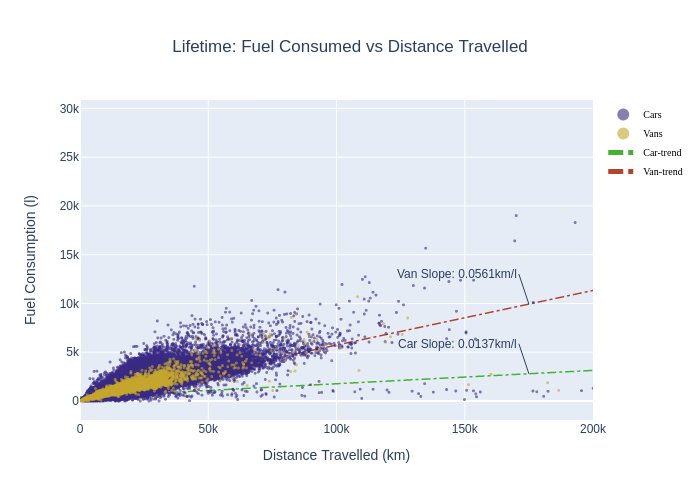 Lifetime: Fuel Consumed vs Distance Travelled
30k
25k
20k
15k
10k
5k
0
Fuel Consumption (l)
0
50k
100k
150k
200k
Distance Travelled (km)
Van Slope: 0.0561km/l
Car Slope: 0.0137km/l
Cars
Vans
Car-trend
Van-trend